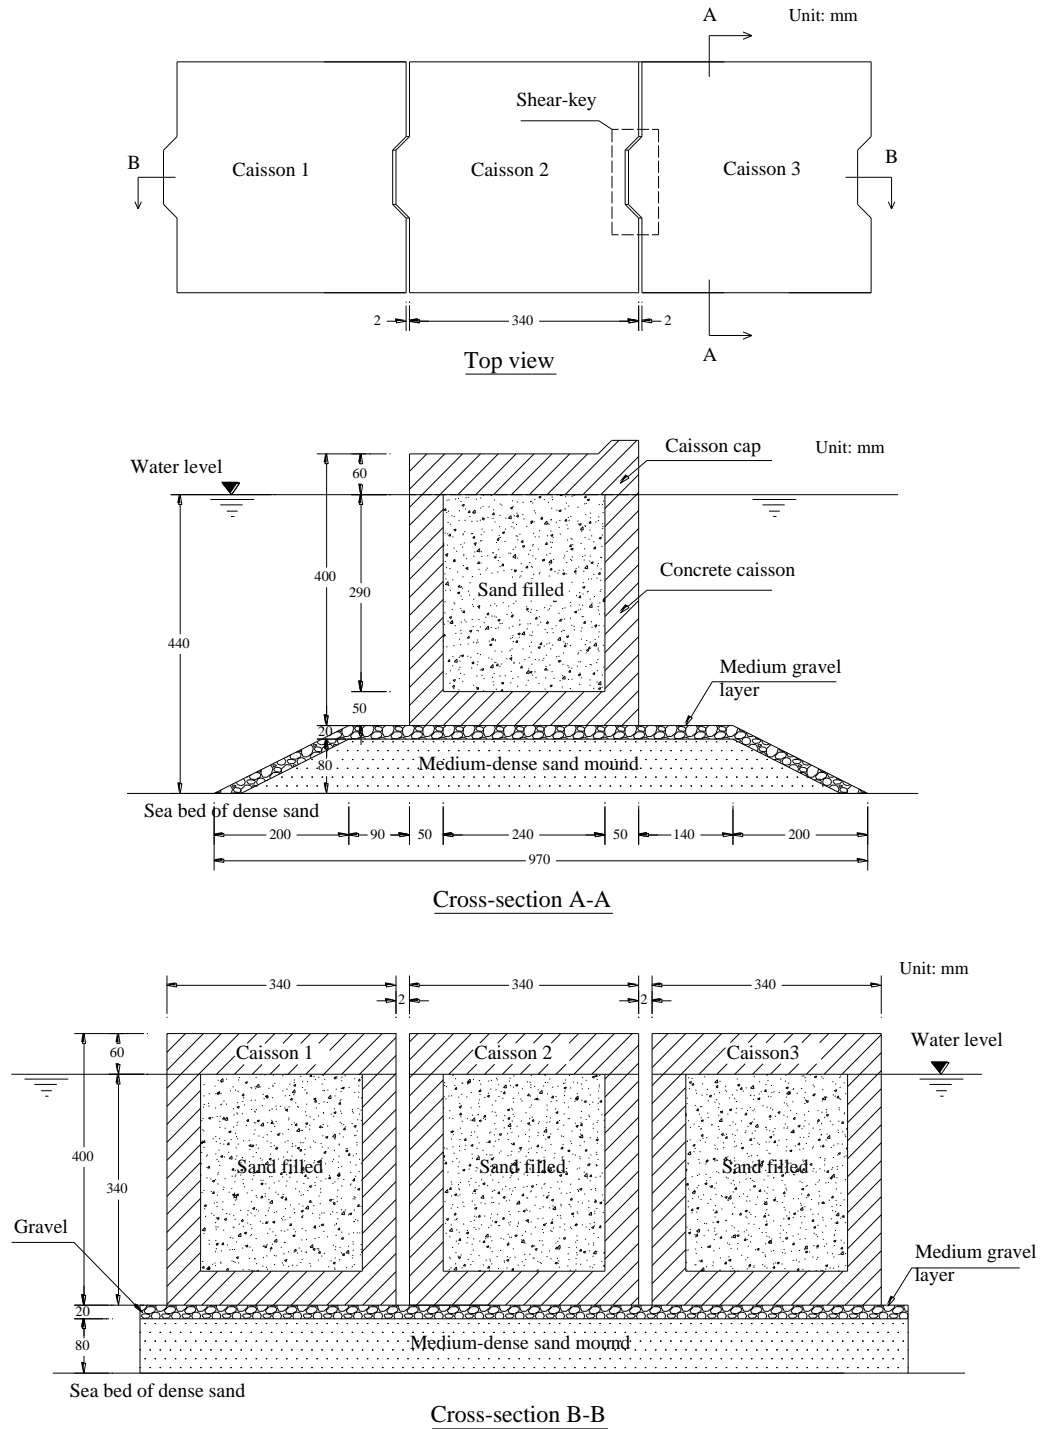 A
Unit: mm
Shear-key
B
Caisson 1
Caisson 2
Caisson 3
B
2
340
2
A
Top view
Caisson cap
Unit: mm
Water level
60
Concrete caisson
400
290
Sand filled
440
Medium gravel
layer
50
20
80
Medium-dense sand mound
Sea bed of dense sand
200
90
50
240
50
140
200
970
Cross-section A-A
Unit: mm
340
340
340
2
2
Water level
60
Caisson 1
Caisson 2
Caisson3
400
340
Sand filled
Sand filled
Sand filled
Gravel
Medium gravel
layer
20
80
Medium-dense sand mound
Sea bed of dense sand
Cross-section B-B